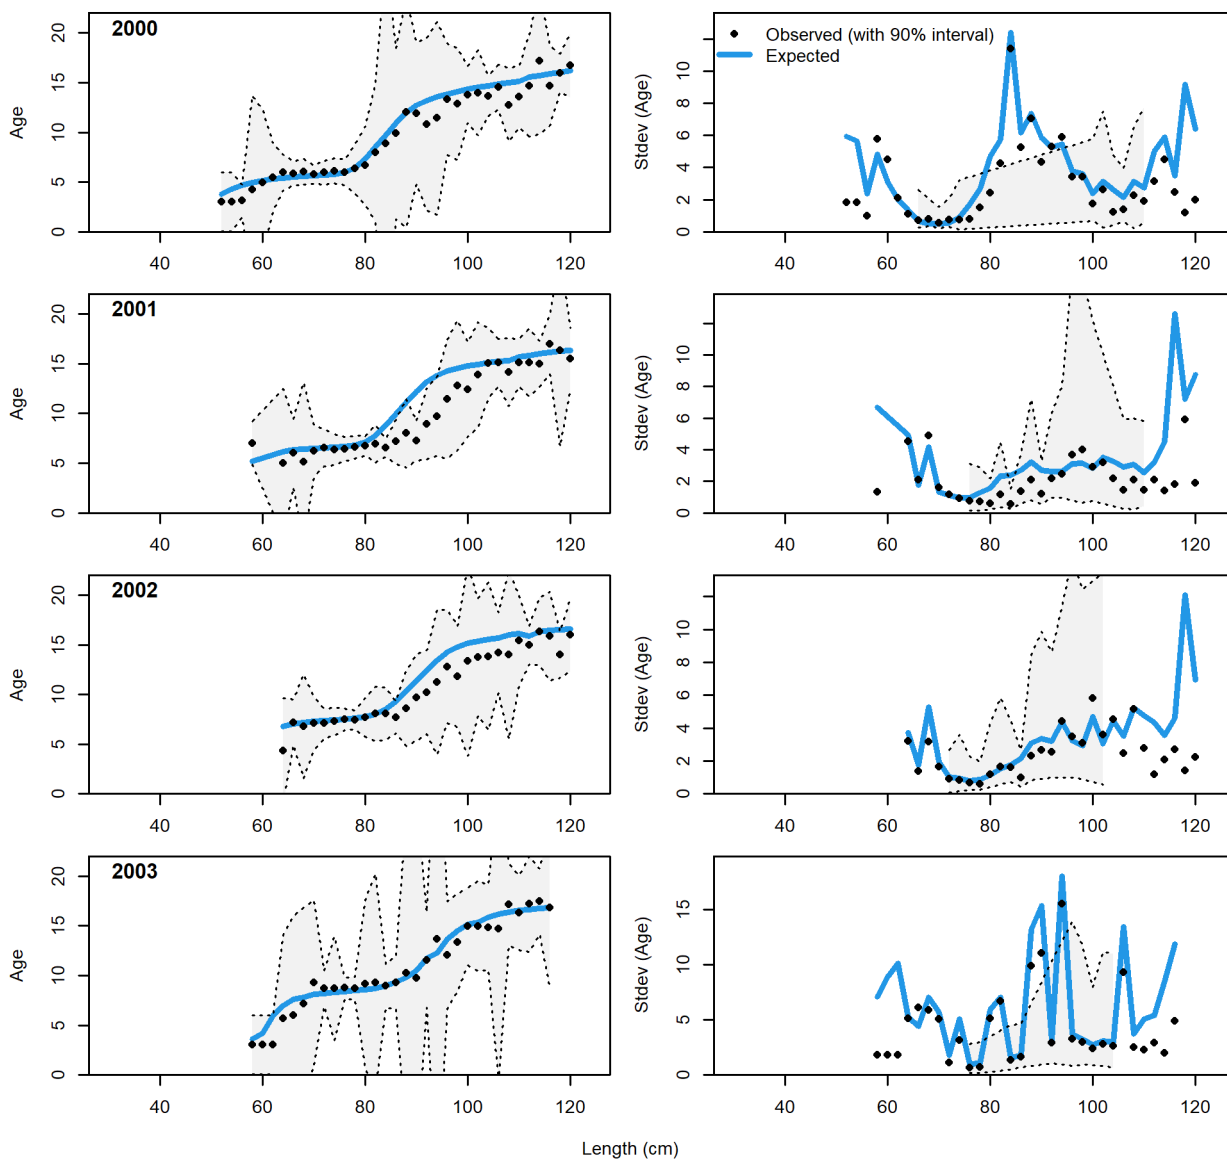 2000
Age
0 5 10 15 20
40 60 80 100 120
Stdev (Age)
0 2 4 6 8 10
Observed (with 90% interval)
Expected
40 60 80 100 120
2001
Age
0 5 10 15 20
40 60 80 100 120
Stdev (Age)
0 2 4 6 8 10
40 60 80 100 120
2002
Age
0 5 10 15 20
40 60 80 100 120
Stdev (Age)
0 2 4 6 8 10
40 60 80 100 120
2003
Age
0 5 10 15 20
40 60 80 100 120
Stdev (Age)
0 5 10 15
40 60 80 100 120
Length (cm)